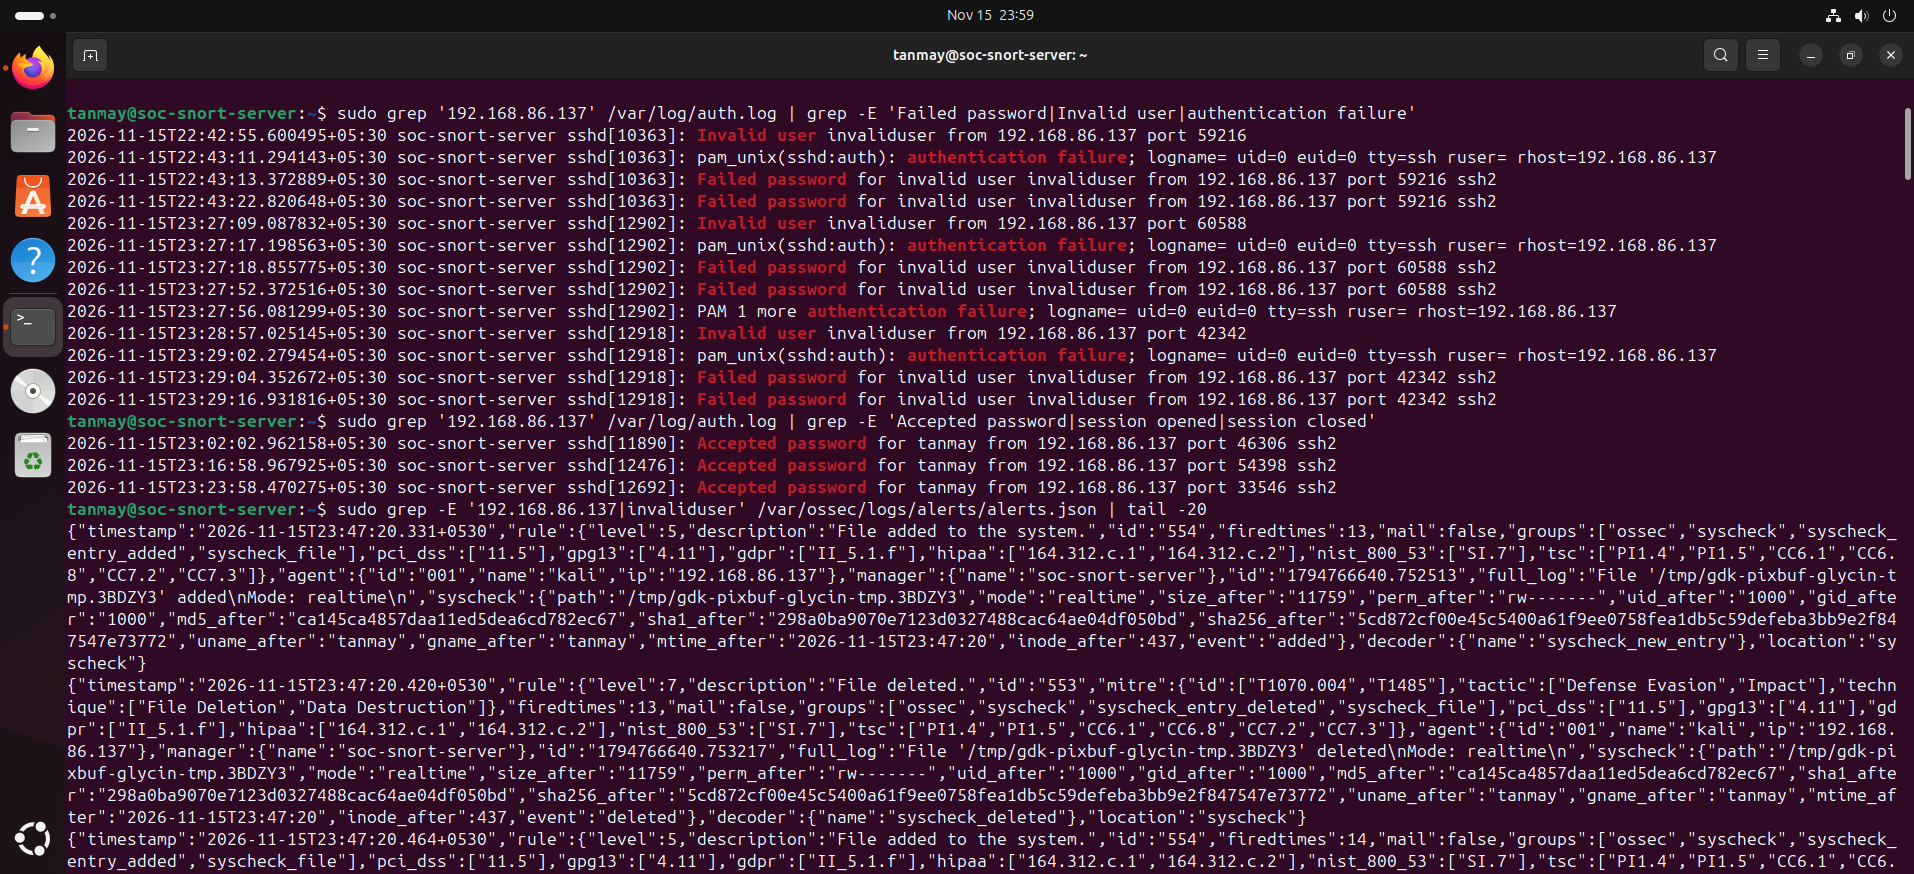 Nov 15 23:59
tanmay@soc-snort-server: ~
tanmay@soc-snort-server:~$ sudo grep '192.168.86.137' /var/log/auth.log | grep -E 'Failed password|Invalid user|authentication failure'
2026-11-15T22:42:55.600495+05:30 soc-snort-server sshd[10363]: Invalid user invaliduser from 192.168.86.137 port 59216
2026-11-15T22:43:11.294143+05:30 soc-snort-server sshd[10363]: pam_unix(sshd:auth): authentication failure; logname= uid=0 euid=0 tty=ssh ruser= rhost=192.168.86.137
2026-11-15T22:43:13.372889+05:30 soc-snort-server sshd[10363]: Failed password for invalid user invaliduser from 192.168.86.137 port 59216 ssh2
2026-11-15T22:43:22.820648+05:30 soc-snort-server sshd[10363]: Failed password for invalid user invaliduser from 192.168.86.137 port 59216 ssh2
2026-11-15T23:27:09.087832+05:30 soc-snort-server sshd[12902]: Invalid user invaliduser from 192.168.86.137 port 60588
2026-11-15T23:27:17.198563+05:30 soc-snort-server sshd[12902]: pam_unix(sshd:auth): authentication failure; logname= uid=0 euid=0 tty=ssh ruser= rhost=192.168.86.137
2026-11-15T23:27:18.855775+05:30 soc-snort-server sshd[12902]: Failed password for invalid user invaliduser from 192.168.86.137 port 60588 ssh2
2026-11-15T23:27:52.372516+05:30 soc-snort-server sshd[12902]: Failed password for invalid user invaliduser from 192.168.86.137 port 60588 ssh2
2026-11-15T23:27:56.081299+05:30 soc-snort-server sshd[12902]: PAM 1 more authentication failure; logname= uid=0 euid=0 tty=ssh ruser= rhost=192.168.86.137
2026-11-15T23:28:57.025145+05:30 soc-snort-server sshd[12918]: Invalid user invaliduser from 192.168.86.137 port 42342
2026-11-15T23:29:02.279454+05:30 soc-snort-server sshd[12918]: pam_unix(sshd:auth): authentication failure; logname= uid=0 euid=0 tty=ssh ruser= rhost=192.168.86.137
2026-11-15T23:29:04.352672+05:30 soc-snort-server sshd[12918]: Failed password for invalid user invaliduser from 192.168.86.137 port 42342 ssh2
2026-11-15T23:29:16.931816+05:30 soc-snort-server sshd[12918]: Failed password for invalid user invaliduser from 192.168.86.137 port 42342 ssh2
tanmay@soc-snort-server:~$ sudo grep '192.168.86.137' /var/log/auth.log | grep -E 'Accepted password|session opened|session closed'
2026-11-15T23:02:02.962158+05:30 soc-snort-server sshd[11890]: Accepted password for tanmay from 192.168.86.137 port 46306 ssh2
2026-11-15T23:16:58.967925+05:30 soc-snort-server sshd[12476]: Accepted password for tanmay from 192.168.86.137 port 54398 ssh2
2026-11-15T23:23:58.470275+05:30 soc-snort-server sshd[12692]: Accepted password for tanmay from 192.168.86.137 port 33546 ssh2
tanmay@soc-snort-server:~$ sudo grep -E '192.168.86.137|invaliduser' /var/ossec/logs/alerts/alerts.json | tail -20
{"timestamp":"2026-11-15T23:47:20.331+0530","rule":{"level":5,"description":"File added to the system.","id":"554","firedtimes":13,"mail":false,"groups":["ossec","syscheck","syscheck_
entry_added","syscheck_file"],"pci_dss":["11.5"],"gpg13":["4.11"],"gdpr":["II_5.1.f"],"hipaa":["164.312.c.1","164.312.c.2"],"nist_800_53":["SI.7"],"tsc":["PI1.4","PI1.5","CC6.1","CC6.
8","CC7.2","CC7.3"]},"agent":{"id":"001","name":"kali","ip":"192.168.86.137"},"manager":{"name":"soc-snort-server"},"id":"1794766640.752513","full_log":"File '/tmp/gdk-pixbuf-glycin-t
mp.3BDZY3' added\nMode: realtime\n","syscheck":{"path":"/tmp/gdk-pixbuf-glycin-tmp.3BDZY3","mode":"realtime","size_after":"11759","perm_after":"rw-------","uid_after":"1000","gid_afte
r":"1000","md5_after":"ca145ca4857daa11ed5dea6cd782ec67","sha1_after":"298a0ba9070e7123d0327488cac64ae04df050bd","sha256_after":"5cd872cf00e45c5400a61f9ee0758fea1db5c59defeba3bb9e2f84
7547e73772","uname_after":"tanmay","gname_after":"tanmay","mtime_after":"2026-11-15T23:47:20","inode_after":437,"event":"added"},"decoder":{"name":"syscheck_new_entry"},"location":"sy
scheck"}
{"timestamp":"2026-11-15T23:47:20.420+0530","rule":{"level":7,"description":"File deleted.","id":"553","mitre":{"id":["T1070.004","T1485"],"tactic":["Defense Evasion","Impact"],"techn
ique":["File Deletion","Data Destruction"]},"firedtimes":13,"mail":false,"groups":["ossec","syscheck","syscheck_entry_deleted","syscheck_file"],"pci_dss":["11.5"],"gpg13":["4.11"],"gd
pr":["II_5.1.f"],"hipaa":["164.312.c.1","164.312.c.2"],"nist_800_53":["SI.7"],"tsc":["PI1.4","PI1.5","CC6.1","CC6.8","CC7.2","CC7.3"]},"agent":{"id":"001","name":"kali","ip":"192.168.
86.137"},"manager":{"name":"soc-snort-server"},"id":"1794766640.753217","full_log":"File '/tmp/gdk-pixbuf-glycin-tmp.3BDZY3' deleted\nMode: realtime\n","syscheck":{"path":"/tmp/gdk-pi
xbuf-glycin-tmp.3BDZY3","mode":"realtime","size_after":"11759","perm_after":"rw-------","uid_after":"1000","gid_after":"1000","md5_after":"ca145ca4857daa11ed5dea6cd782ec67","sha1_afte
r":"298a0ba9070e7123d0327488cac64ae04df050bd","sha256_after":"5cd872cf00e45c5400a61f9ee0758fea1db5c59defeba3bb9e2f847547e73772","uname_after":"tanmay","gname_after":"tanmay","mtime_af
ter":"2026-11-15T23:47:20","inode_after":437,"event":"deleted"},"decoder":{"name":"syscheck_deleted"},"location":"syscheck"}
{"timestamp":"2026-11-15T23:47:20.464+0530","rule":{"level":5,"description":"File added to the system.","id":"554","firedtimes":14,"mail":false,"groups":["ossec","syscheck","syscheck_
entry_added","syscheck_file"],"pci_dss":["11.5"],"gpg13":["4.11"],"gdpr":["II_5.1.f"],"hipaa":["164.312.c.1","164.312.c.2"],"nist_800_53":["SI.7"],"tsc":["PI1.4","PI1.5","CC6.1","CC6.